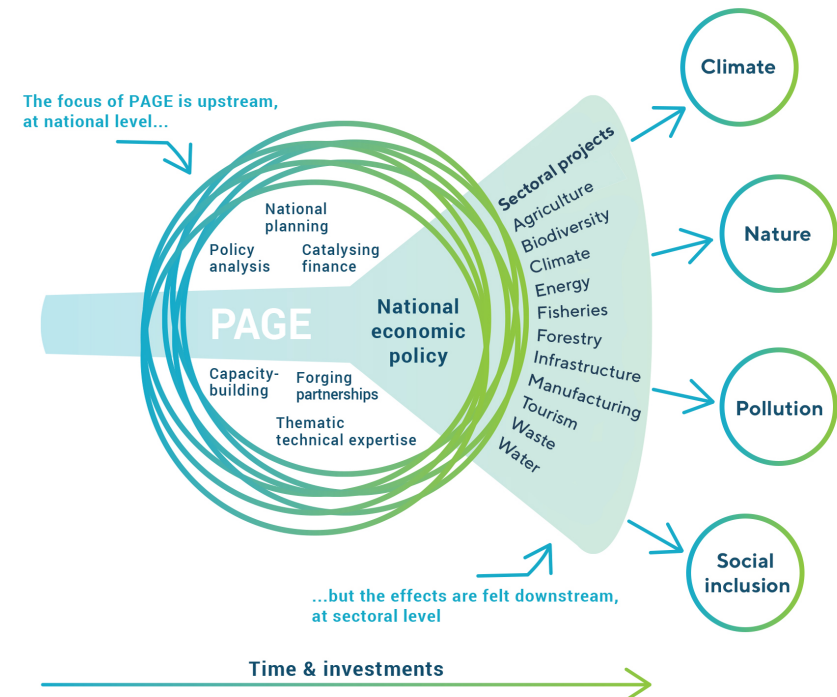 The focus of PAGE is upstream,
at national level...
National
planning
Policy
analysis
Catalysing
finance
PAGE
National
economic
policy
Capacity-
building
Forging
partnerships
Thematic
technical expertise
Sectoral projects
Agriculture
Biodiversity
Climate
Energy
Fisheries
Forestry
Infrastructure
Manufacturing
Tourism
Waste
Water
Climate
Nature
Pollution
Social
inclusion
...but the effects are felt downstream,
at sectoral level
Time & investments